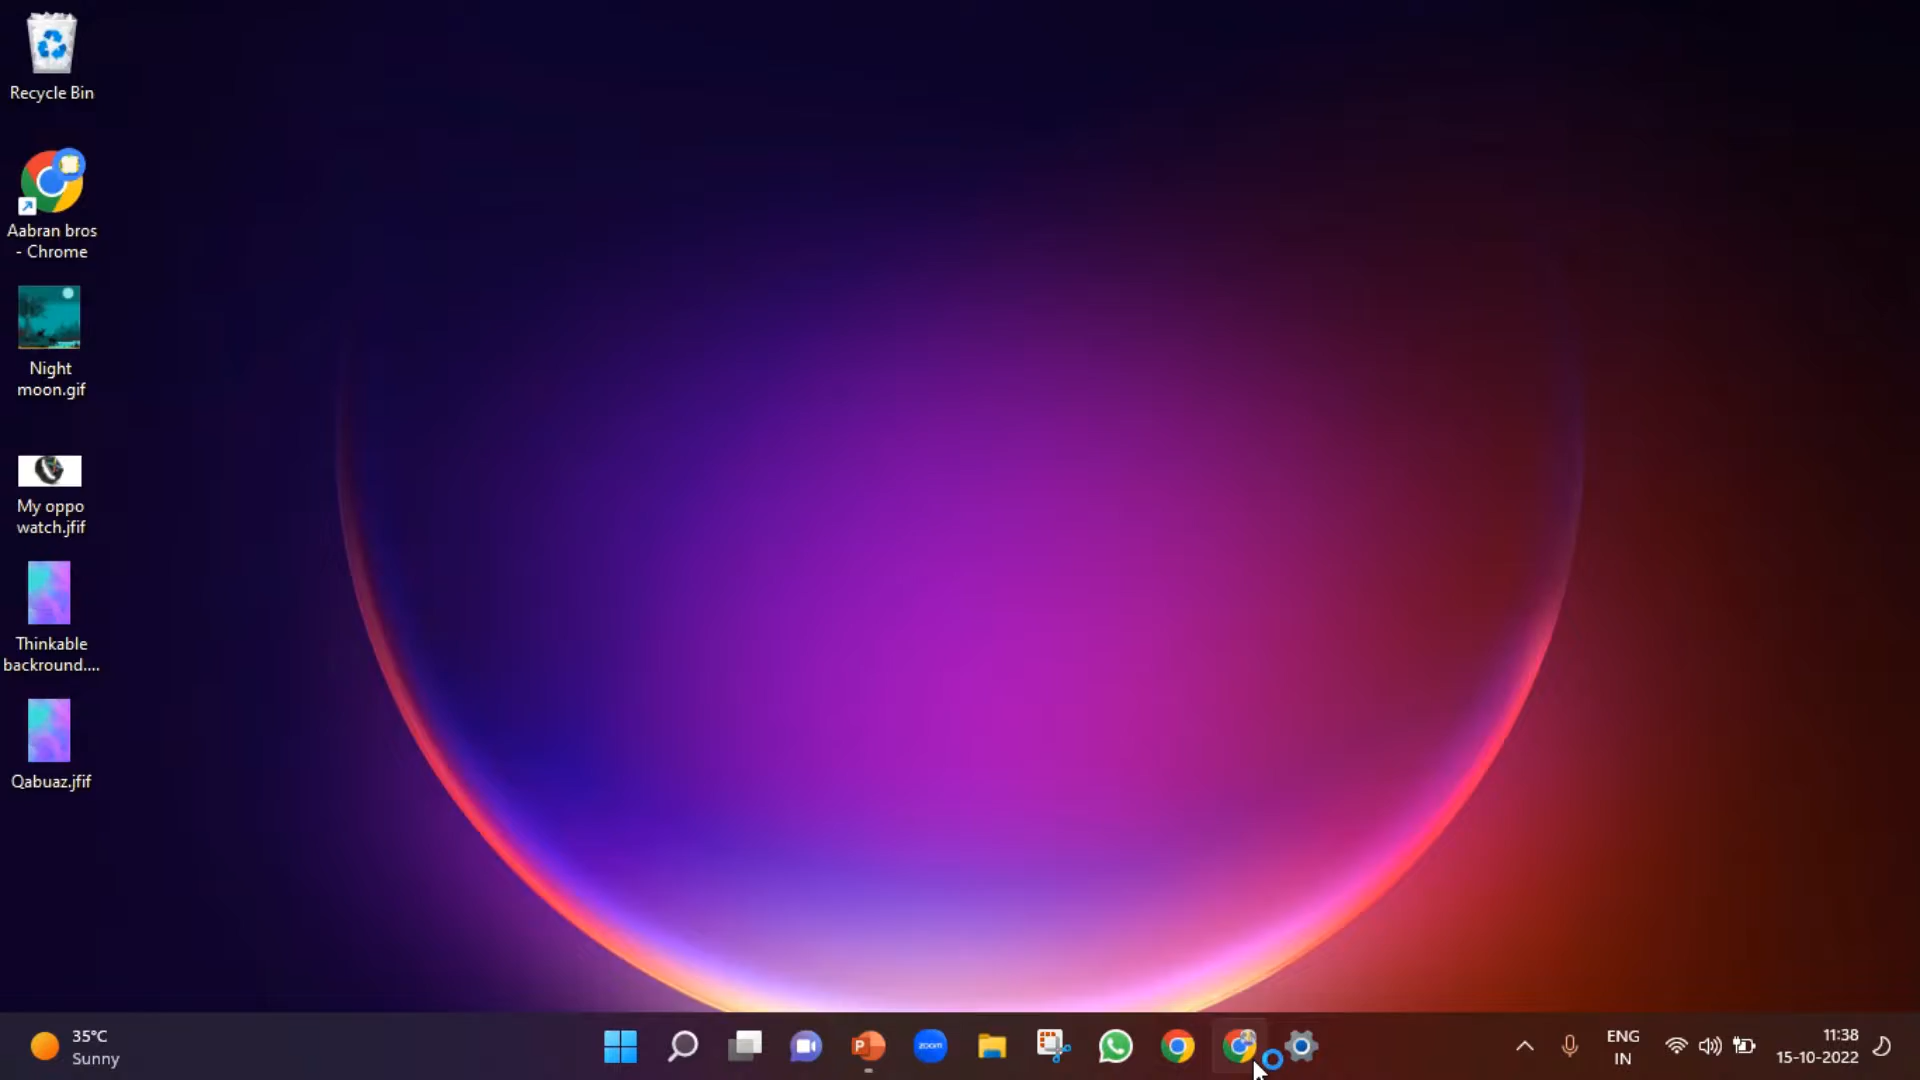 Recycle Bin
Aabran bros
- Chrome
Night
moon.gif
My oppo
watch.jfif
Thinkable
backround....
Qabuaz.jfif
35°C
Sunny
P
zoom
ENG
IN
11:38
15-10-2022